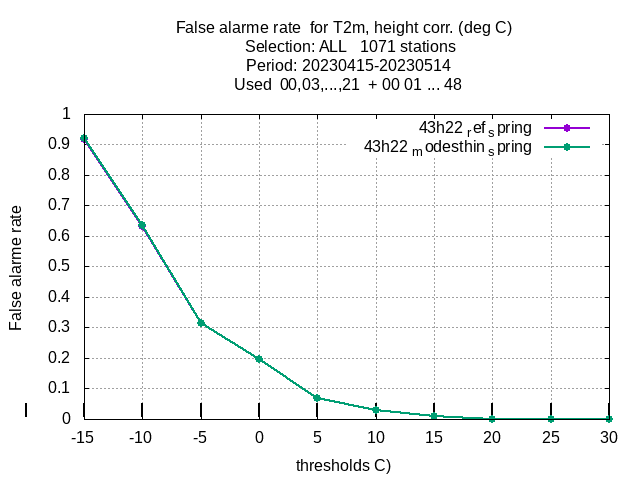 False alarme rate  for T2m, height corr. (deg C)
Selection: ALL   1071 stations
Period: 20230415-20230514
Used  00,03,...,21  + 00 01 ... 48
43h22 ref spring
43h22 modesthin spring
False alarme rate
1
0.9
0.8
0.7
0.6
0.5
0.4
0.3
0.2
0.1
0
-15 -10 -5 0 5 10 15 20 25 30
thresholds C)